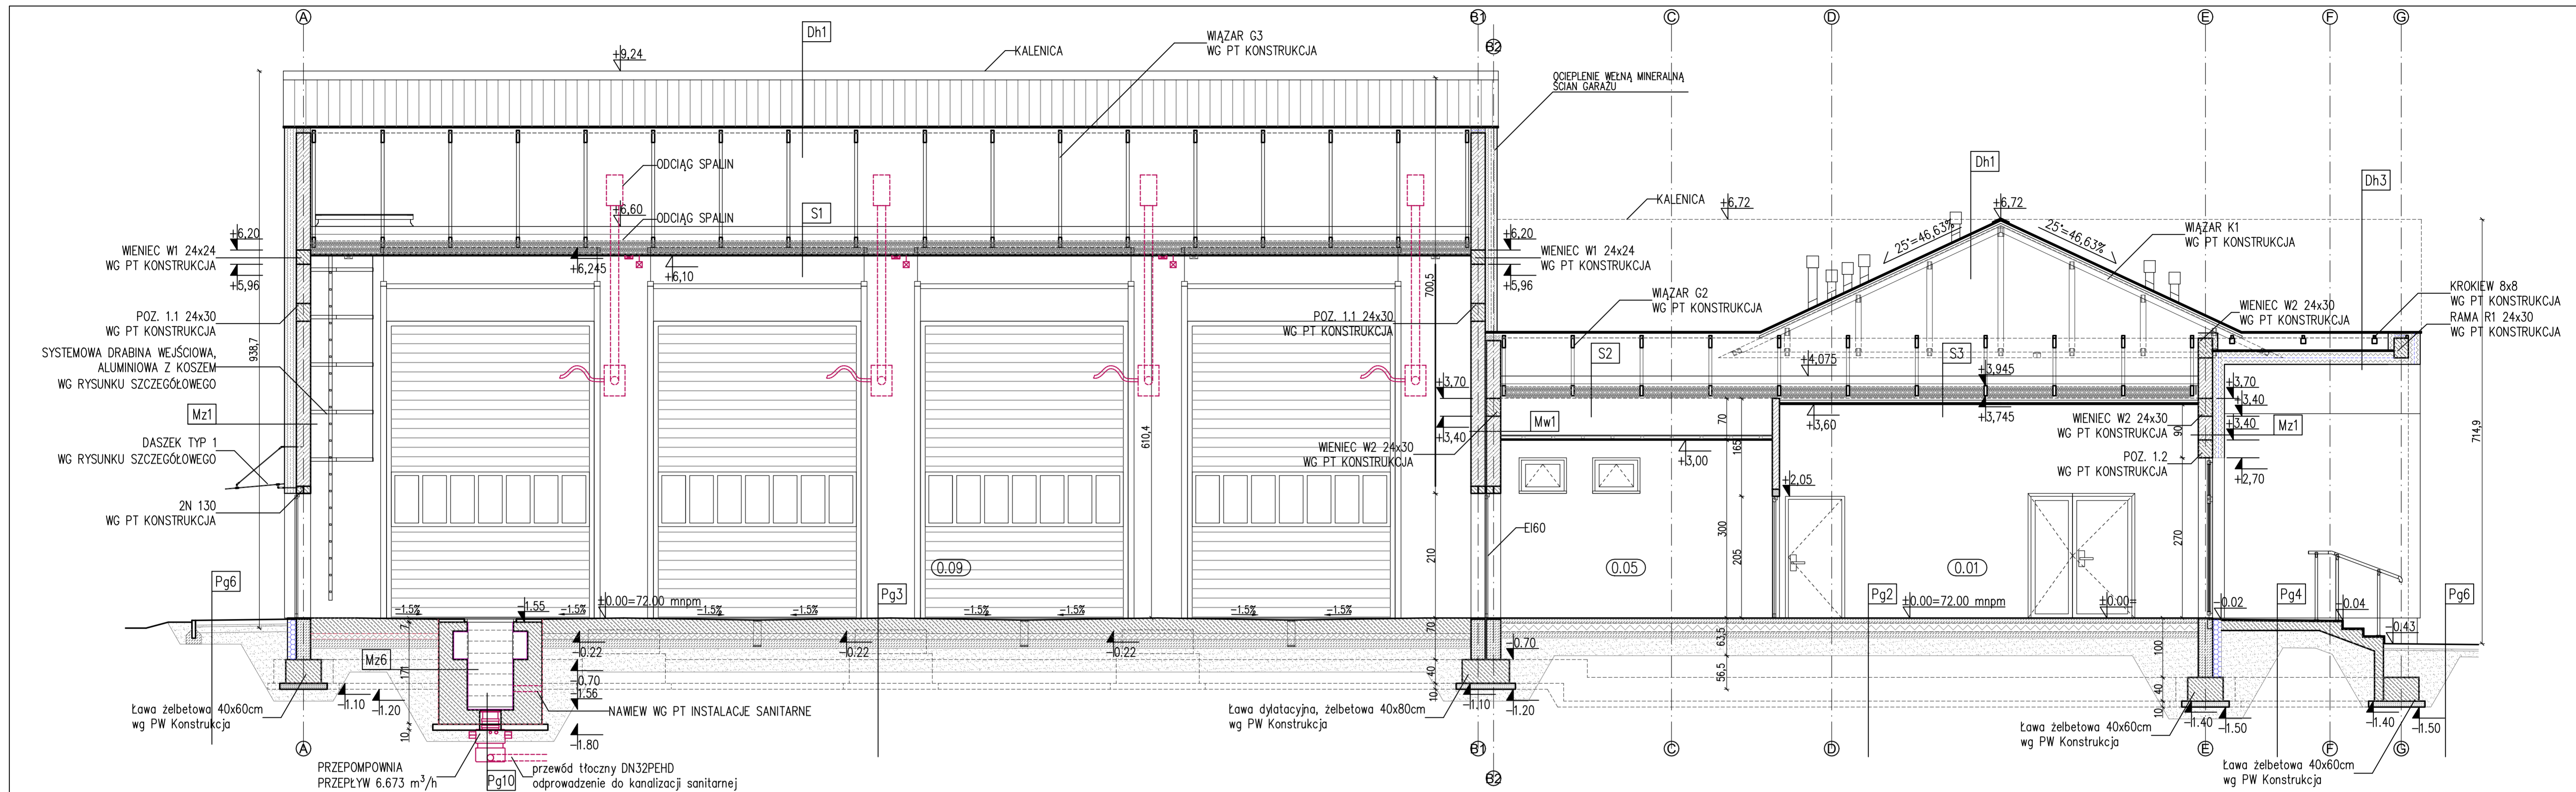 A
B1
B2
C
D
E
F
G
+9,24
Dh1
KALENICA
WIĄZAR G3
WG PT KONSTRUKCJA
OCIEPLENIE WEŁNĄ MINERALNĄ
ŚCIAN GARAŻU
ODCIĄG SPALIN
+6,60
ODCIĄG SPALIN
S1
+6,20
WIENIEC W1 24x24
WG PT KONSTRUKCJA
+5,96
+6,245
+6,10
POZ. 1.1 24x30
WG PT KONSTRUKCJA
938,7
SYSTEMOWA DRABINA WEJŚCIOWA,
ALUMINIOWA Z KOSZEM
WG RYSUNKU SZCZEGÓŁOWEGO
Mz1
DASZEK TYP 1
WG RYSUNKU SZCZEGÓŁOWEGO
2N 130
WG PT KONSTRUKCJA
Pg6
700,5
610,4
210
70
40
10
+6,20
WIENIEC W1 24x24
WG PT KONSTRUKCJA
+5,96
POZ. 1.1 24x30
WG PT KONSTRUKCJA
+3,70
+3,40
WIENIEC W2 24x30
WG PT KONSTRUKCJA
KALENICA
+6,72
+6,72
Dh1
Dh3
25°=46,63%
25°=46,63%
WIĄZAR K1
WG PT KONSTRUKCJA
WIĄZAR G2
WG PT KONSTRUKCJA
WIENIEC W2 24x30
WG PT KONSTRUKCJA
KROKIEW 8x8
WG PT KONSTRUKCJA
RAMA R1 24x30
WG PT KONSTRUKCJA
S2
+4,075
S3
+3,945
+3,745
+3,60
+3,70
+3,40
+3,40
Mw1
+3,00
WIENIEC W2 24x30
WG PT KONSTRUKCJA
90
Mz1
POZ. 1.2
WG PT KONSTRUKCJA
+2,70
714,9
70
165
300
205
+2,05
270
EI60
0.09
0.05
0.01
-1.5%
-1.5%
-1.5%
-1.5%
-1.5%
-1.5%
-1.5%
-1.5%
-1.5%
-1.55
±0.00=72.00 mnpm
Pg3
Pg2
±0.00=72.00 mnpm
±0.00=
-0.02
Pg4
-0.04
Pg6
-0.43
7
171
10
Mz6
-0.22
-0.22
-0.22
-0,70
-1.56
-1.80
-1.10
-1.20
-0.70
63,5
56,5
-1.10
-1.20
100
40
10
-1.40
-1.50
-1.40
-1.50
NAWIEW WG PT INSTALACJE SANITARNE
Ława żelbetowa 40x60cm
wg PW Konstrukcja
Ława dylatacyjna, żelbetowa 40x80cm
wg PW Konstrukcja
Ława żelbetowa 40x60cm
wg PW Konstrukcja
Ława żelbetowa 40x60cm
wg PW Konstrukcja
PRZEPOMPOWNIA
PRZEPŁYW 6.673 m³/h
Pg10
przewód tłoczny DN32PEHD
odprowadzenie do kanalizacji sanitarnej
A
B1
B2
C
D
E
F
G